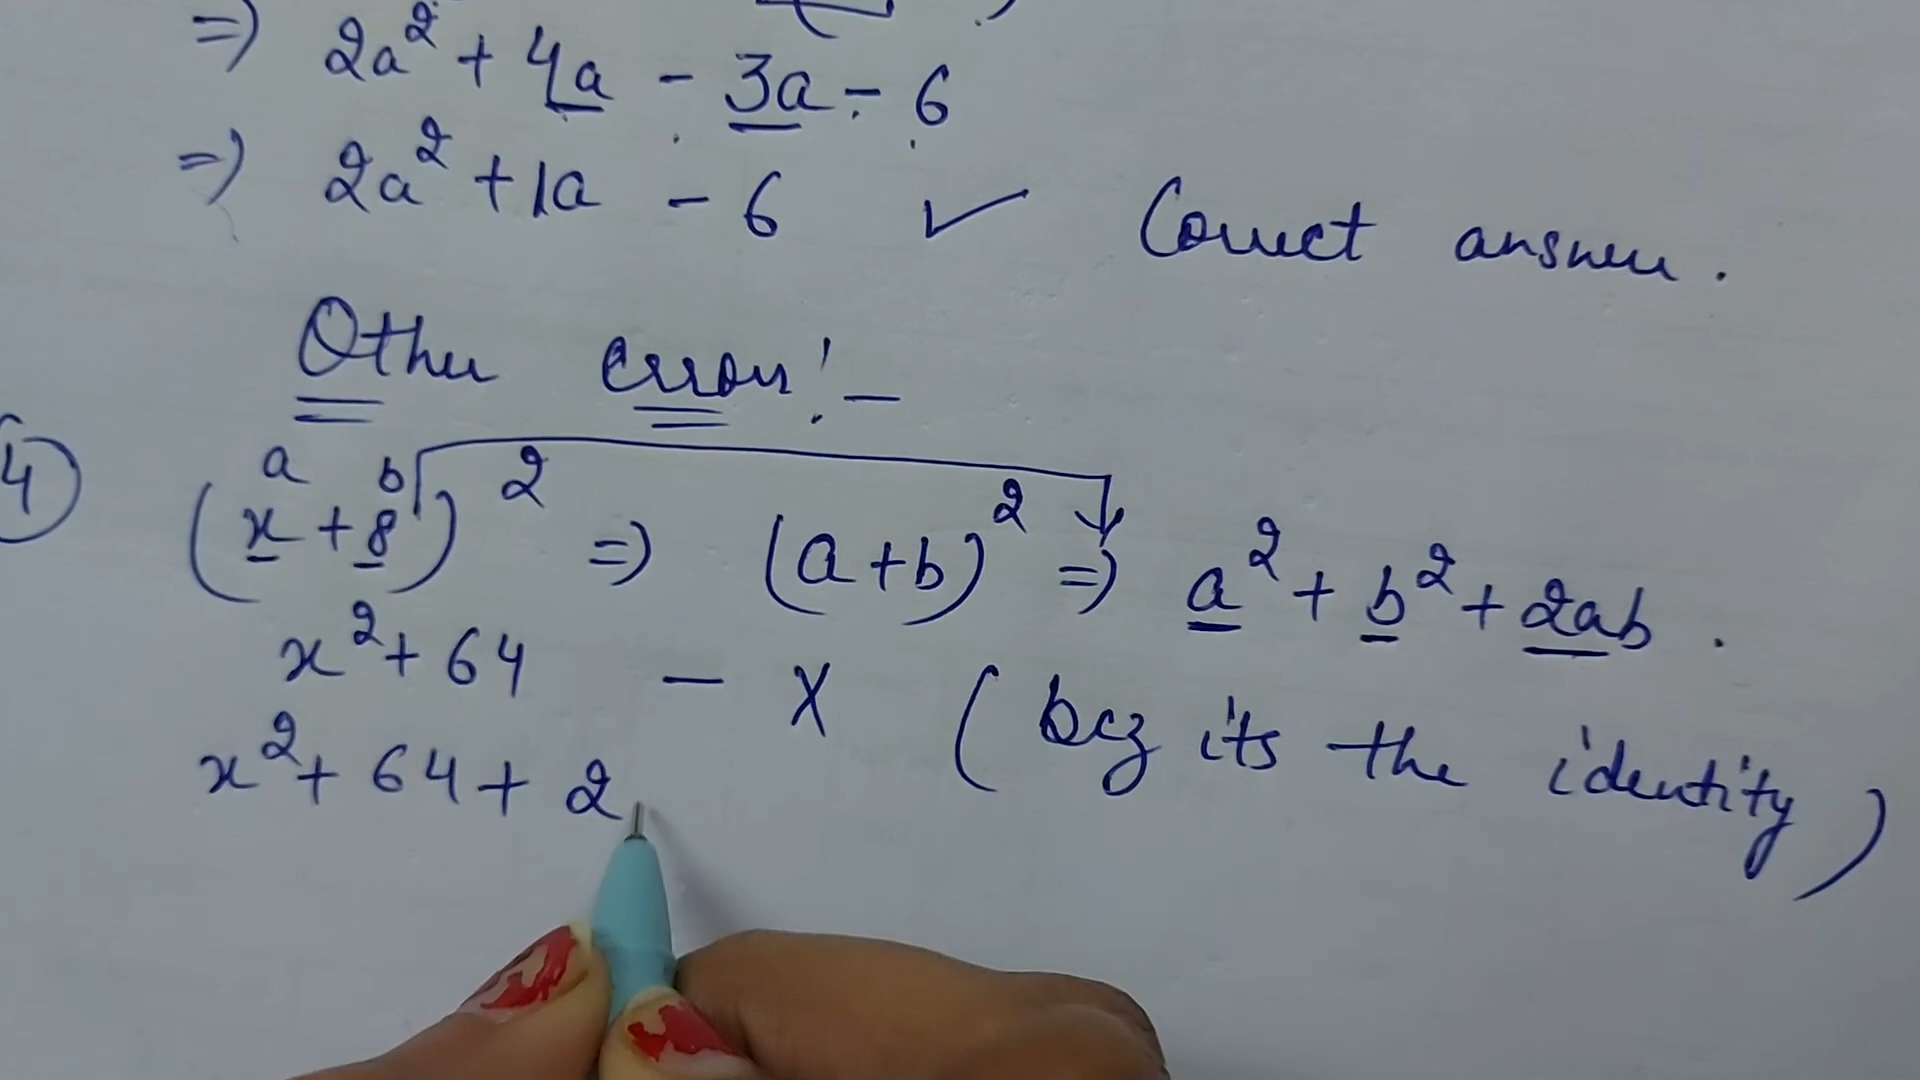 =) 2a² + 4a - 3a - 6
=) 2a² + 1a - 6 ✓ Correct answer.
Other error:-
a b
4 (x + 8)² =) (a+b)² =) a² + b² + 2ab.
x² + 64 - X (bcz its the identity)
x² + 64 + 2